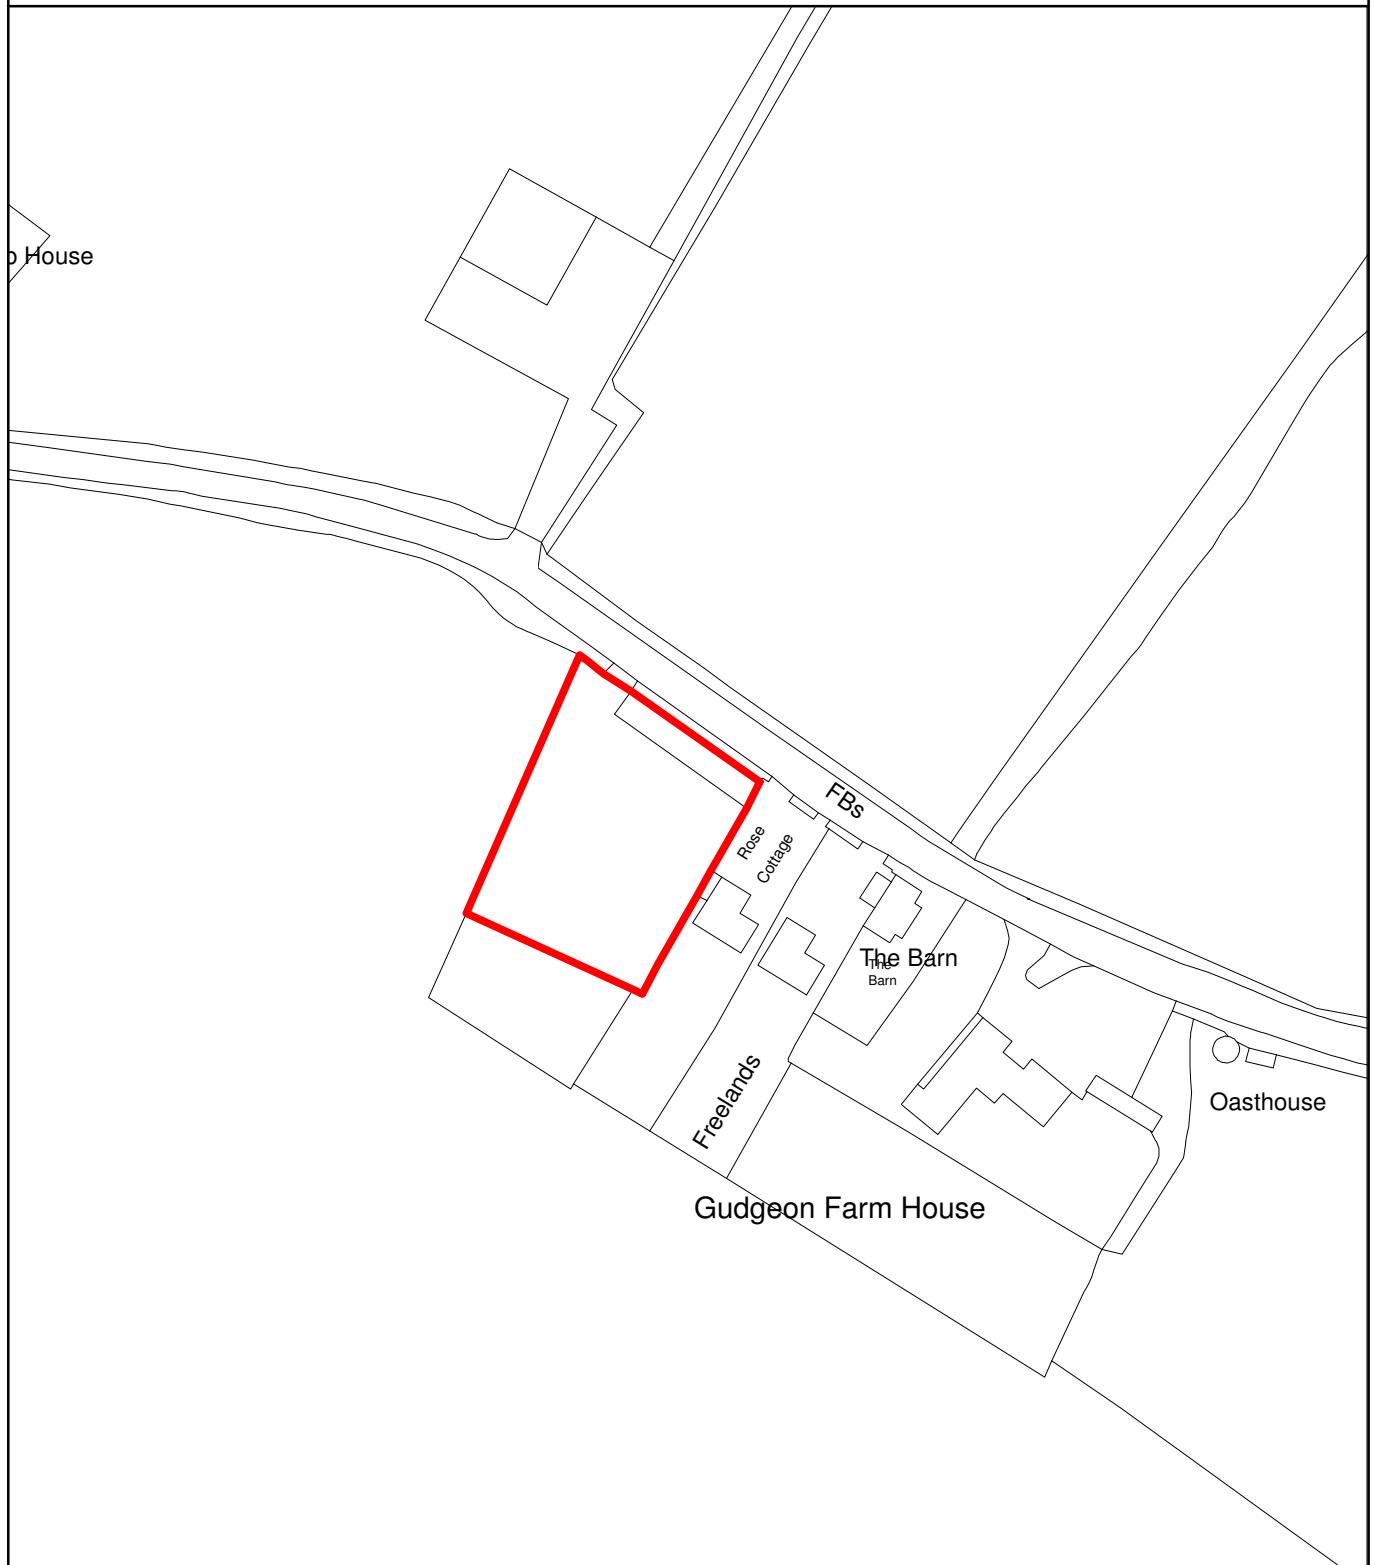 House
FBs
Rose
Cottage
The Barn
The
Barn
Freelands
Oasthouse
Gudgeon Farm House